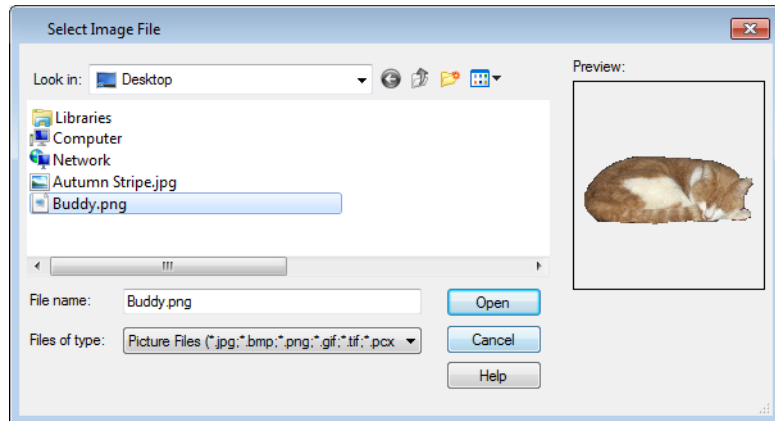 Select Image File
Look in: Desktop
Preview:
Libraries
Computer
Network
Autumn Stripe.jpg
Buddy.png
File name: Buddy.png Open
Files of type: Picture Files (*.jpg;*.bmp;*.png;*.gif;*.tif;*.pcx Cancel
Help